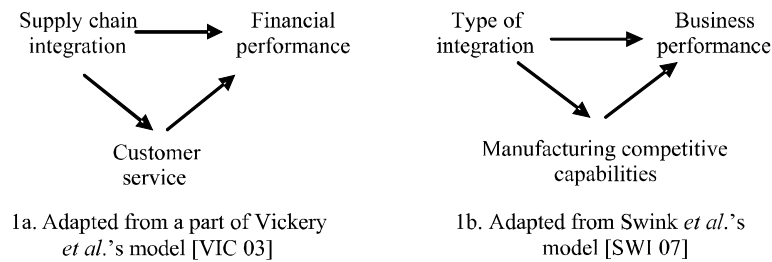 Supply chain
integration
Financial
performance
Customer
service
1a. Adapted from a part of Vickery
et al.'s model [VIC 03]
Type of
integration
Business
performance
Manufacturing competitive
capabilities
1b. Adapted from Swink et al.'s
model [SWI 07]